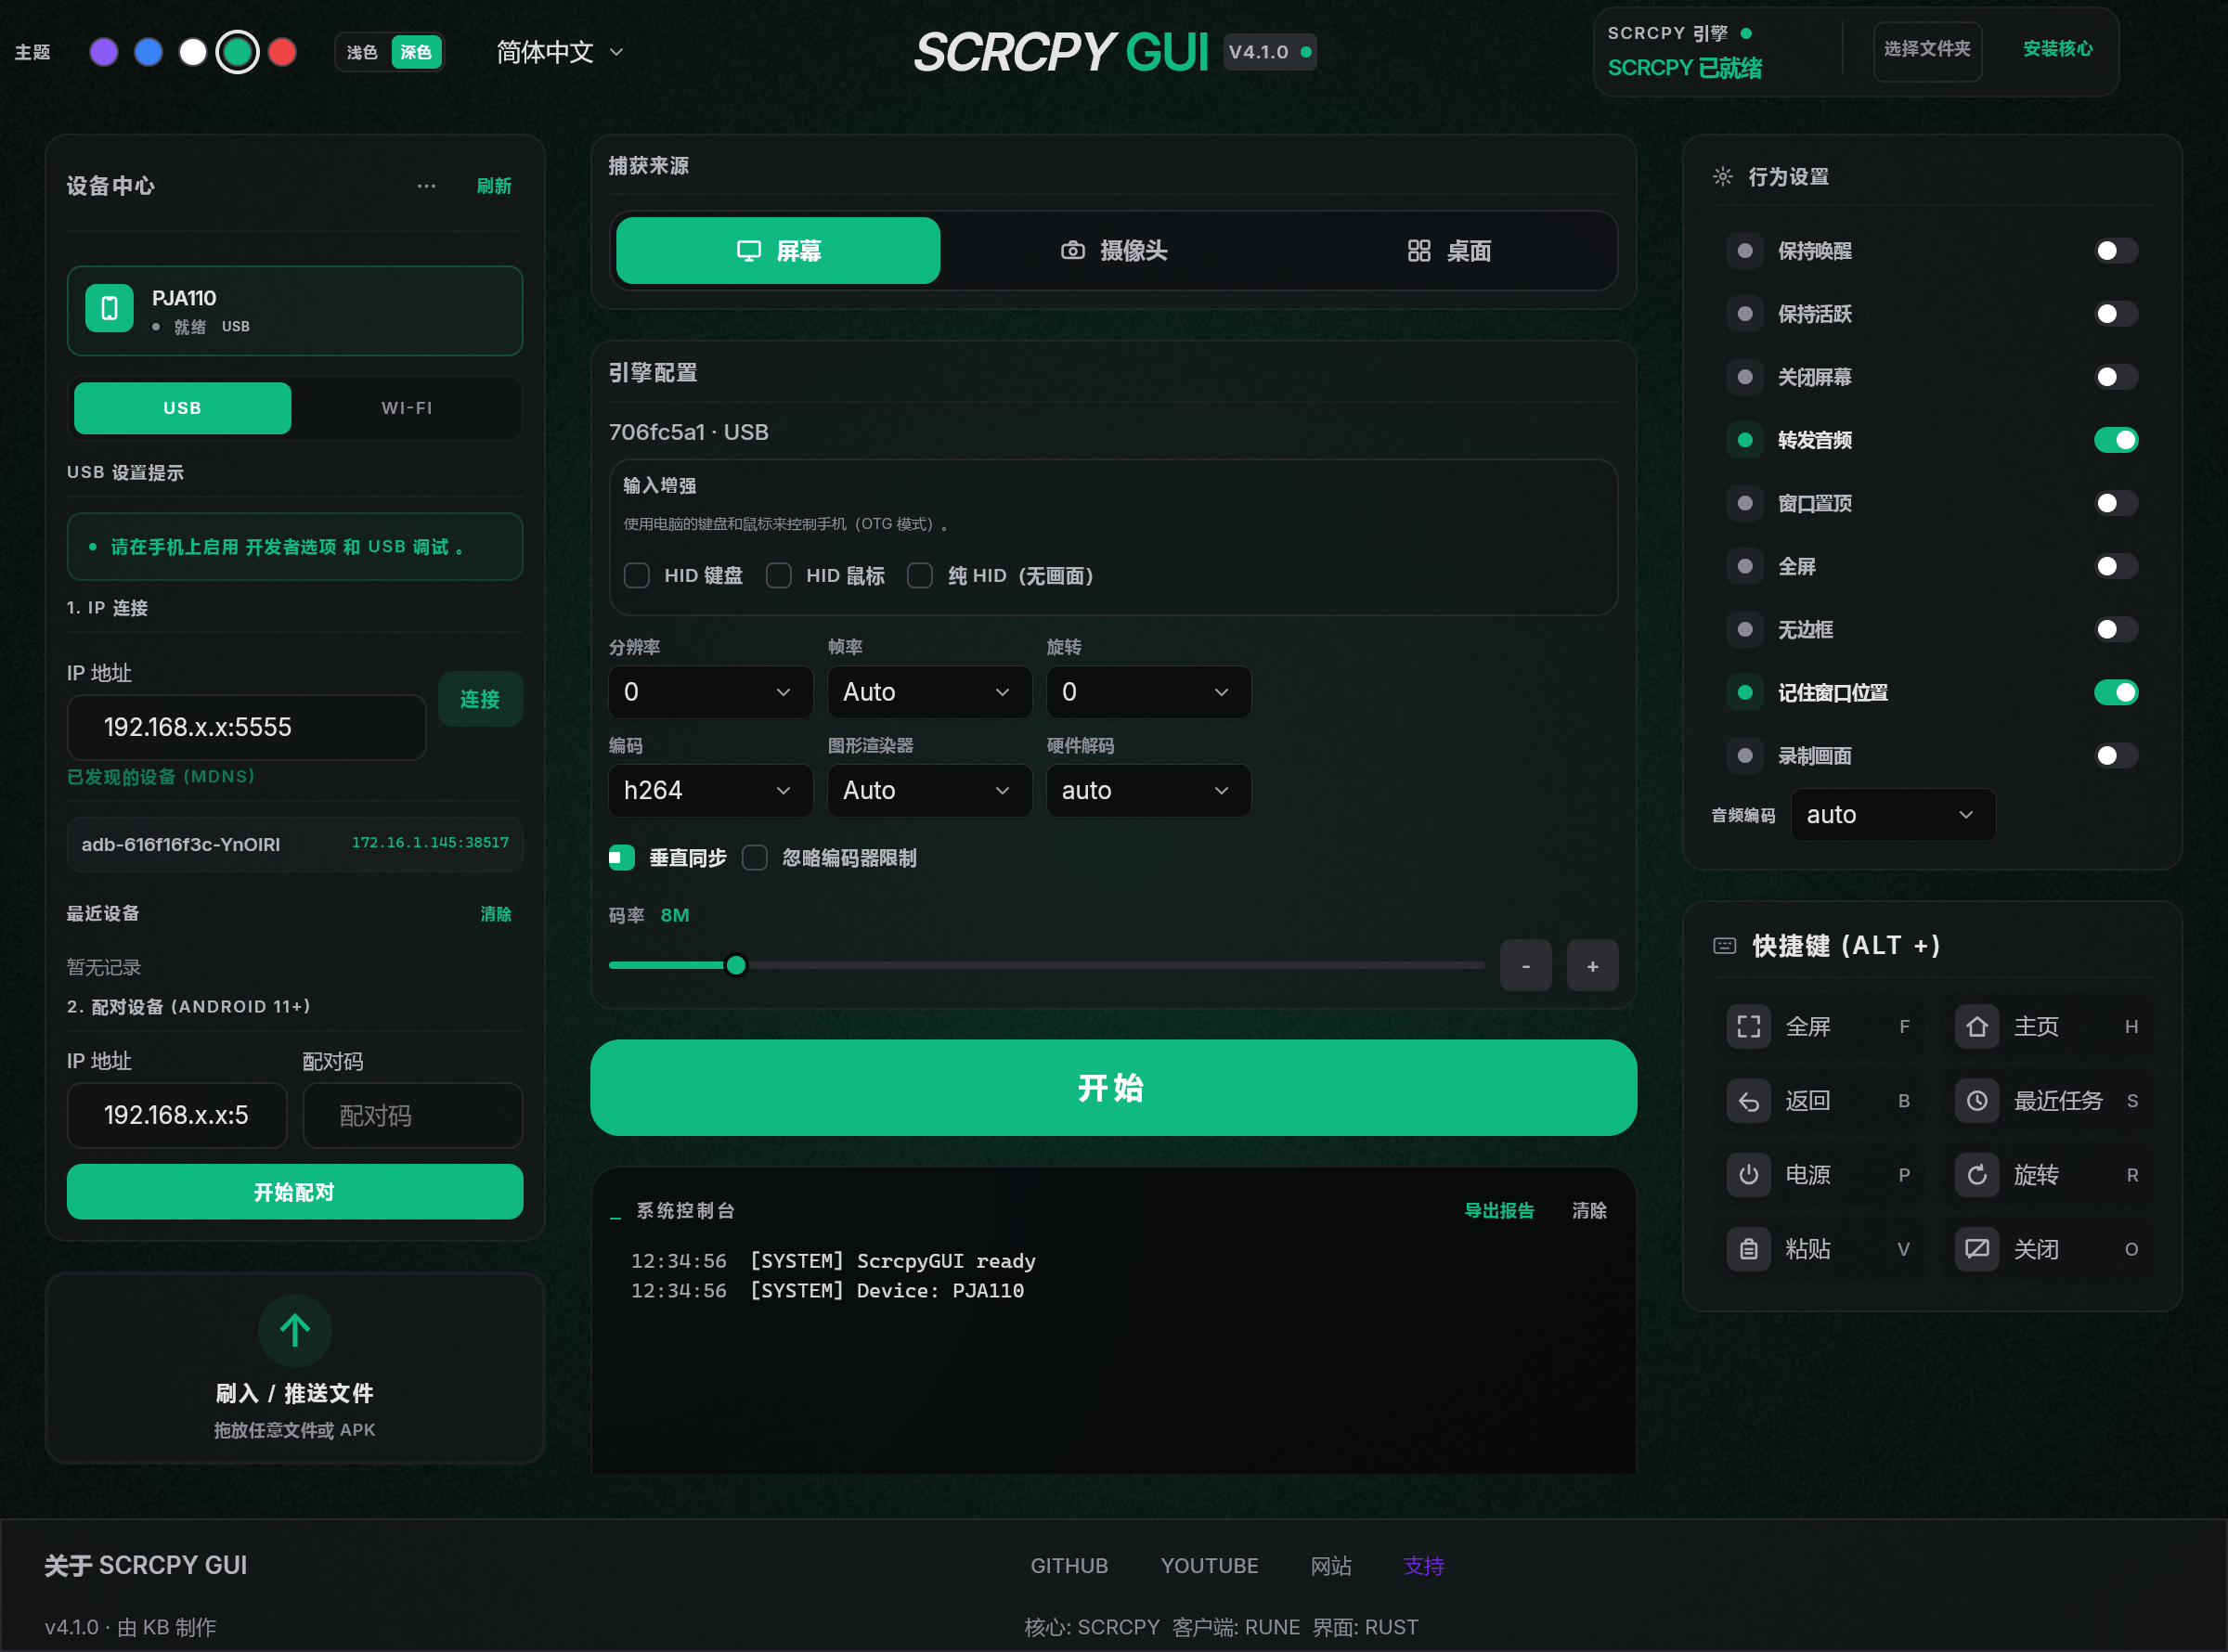 主题
浅色
深色
简体中文
SCRCPY GUI
V4.1.0
SCRCPY 引擎
SCRCPY 已就绪
选择文件夹
安装核心
设备中心
···
刷新
PJA110
就绪 USB
USB
WI-FI
USB 设置提示
请在手机上启用 开发者选项 和 USB 调试 。
1. IP 连接
IP 地址
192.168.x.x:5555
连接
已发现的设备 (MDNS)
adb-616f16f3c-YnOIRI
172.16.1.145:38517
最近设备
清除
暂无记录
2. 配对设备 (ANDROID 11+)
IP 地址
配对码
192.168.x.x:5
配对码
开始配对
刷入 / 推送文件
拖放任意文件或 APK
捕获来源
屏幕
摄像头
桌面
引擎配置
706fc5a1 · USB
输入增强
使用电脑的键盘和鼠标来控制手机（OTG 模式）。
HID 键盘
HID 鼠标
纯 HID（无画面）
分辨率
帧率
旋转
0
Auto
0
编码
图形渲染器
硬件解码
h264
Auto
auto
垂直同步
忽略编码器限制
码率 8M
-
+
开始
_ 系统控制台
导出报告
清除
12:34:56 [SYSTEM] ScrcpyGUI ready
12:34:56 [SYSTEM] Device: PJA110
行为设置
保持唤醒
保持活跃
关闭屏幕
转发音频
窗口置顶
全屏
无边框
记住窗口位置
录制画面
音频编码
auto
快捷键 (ALT +)
全屏 F
主页 H
返回 B
最近任务 S
电源 P
旋转 R
粘贴 V
关闭 O
关于 SCRCPY GUI
GITHUB
YOUTUBE
网站
支持
v4.1.0 · 由 KB 制作
核心: SCRCPY 客户端: RUNE 界面: RUST